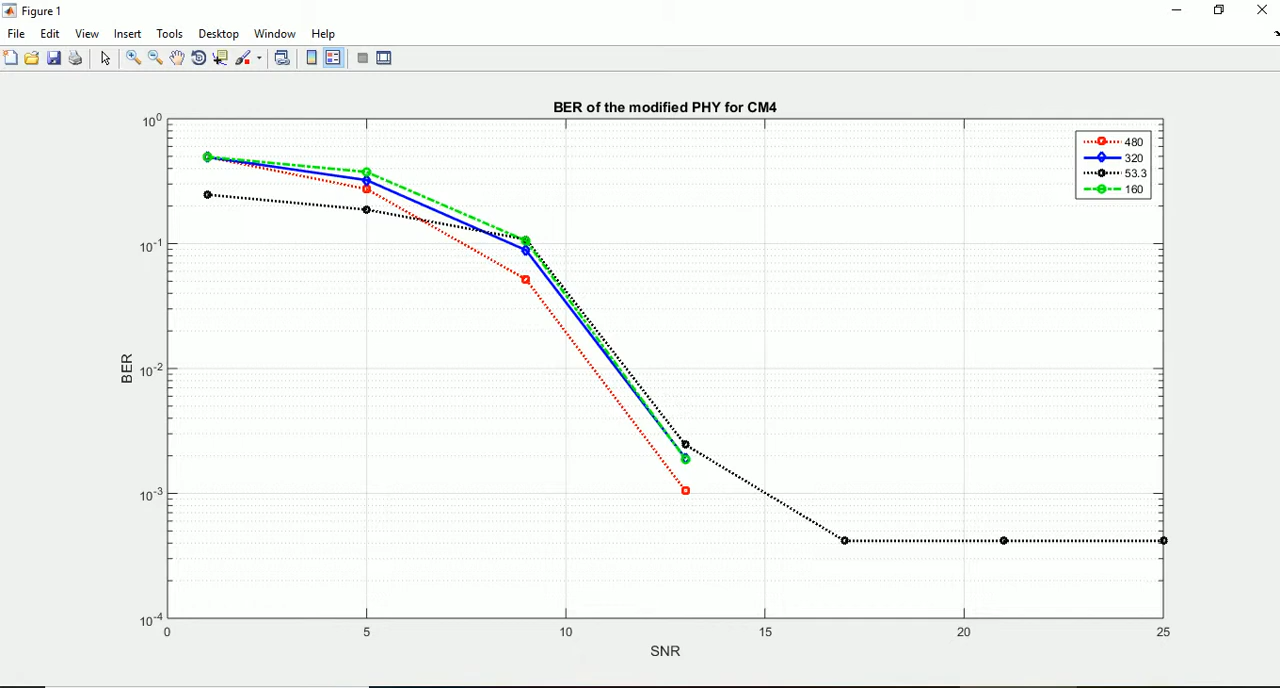 Figure 1
File Edit View Insert Tools Desktop Window Help
BER of the modified PHY for CM4
480
320
53.3
160
10^0
10^-1
10^-2
10^-3
10^-4
BER
0 5 10 15 20 25
SNR